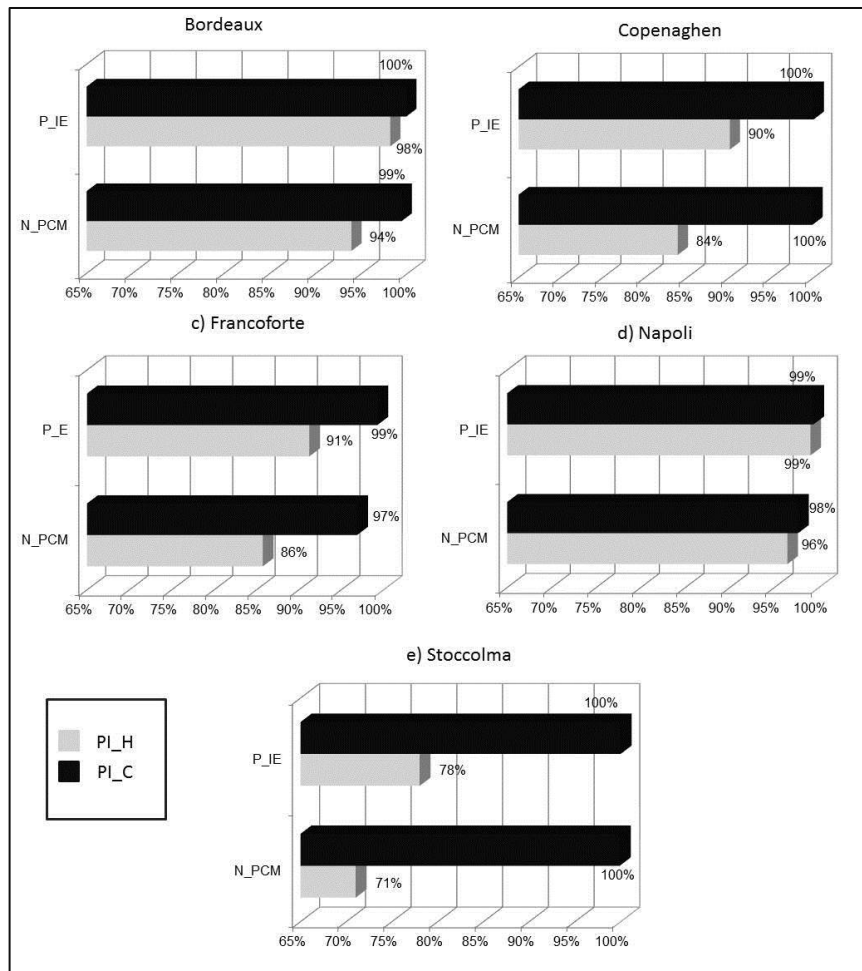 Bordeaux
100%
P_IE
98%
99%
N_PCM
94%
65% 70% 75% 80% 85% 90% 95% 100%
Copenaghen
100%
P_IE
90%
N_PCM
84%
100%
65% 70% 75% 80% 85% 90% 95% 100%
c) Francoforte
P_E
91% 99%
97%
N_PCM
86%
65% 70% 75% 80% 85% 90% 95% 100%
d) Napoli
99%
P_IE
99%
98%
N_PCM
96%
65% 70% 75% 80% 85% 90% 95% 100%
e) Stoccolma
100%
P_IE
78%
N_PCM
71%
100%
65% 70% 75% 80% 85% 90% 95% 100%
PI_H
PI_C